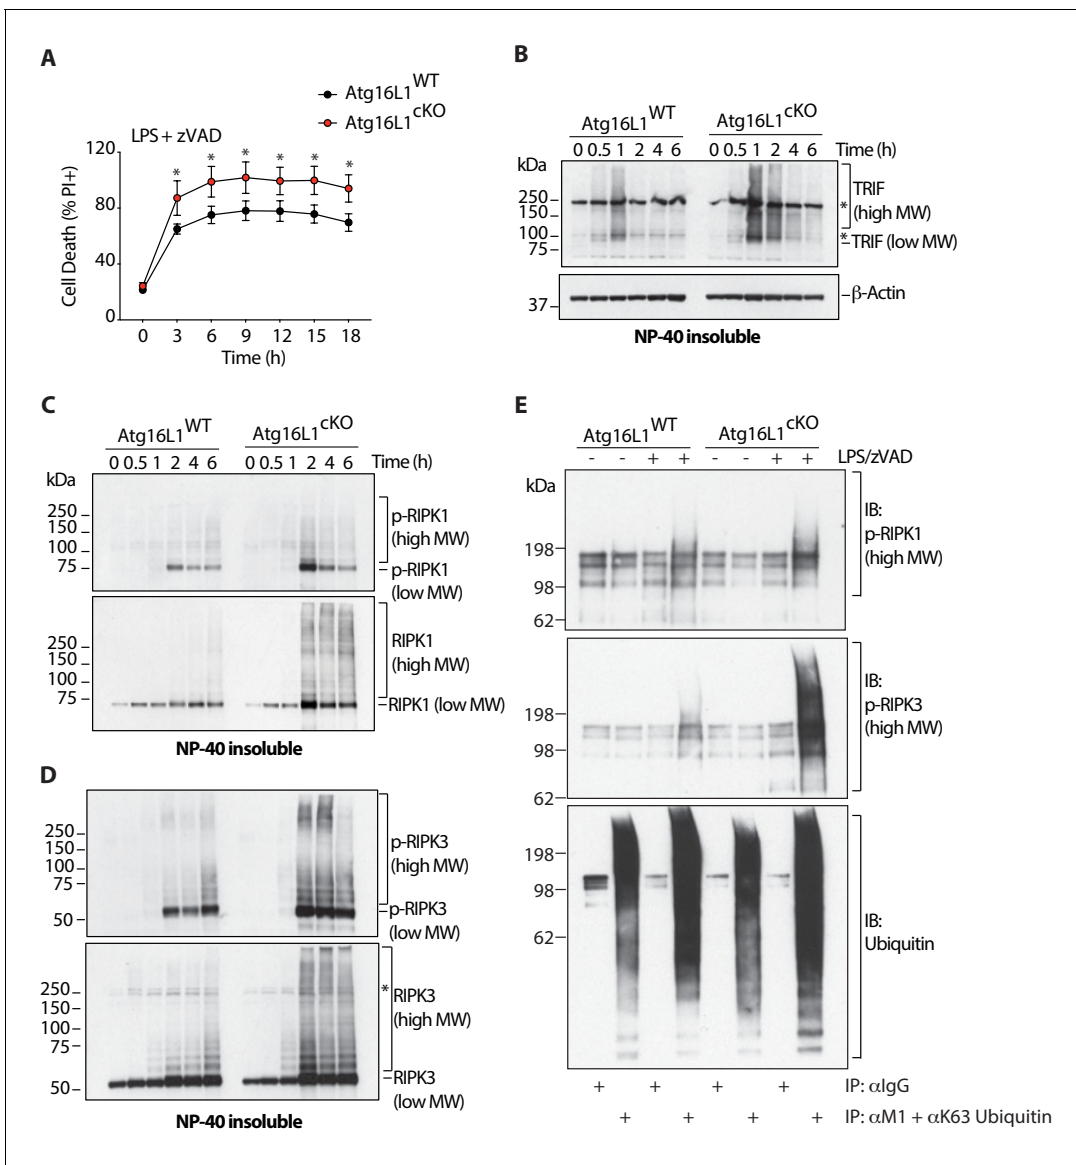 A
Atg16L1WT
Atg16L1cKO
LPS + zVAD
* * * * * *
Cell Death (% PI+)
120
80
40
0
0 3 6 9 12 15 18
Time (h)
B
Atg16L1WT Atg16L1cKO
0 0.5 1 2 4 6 0 0.5 1 2 4 6 Time (h)
kDa
250
150
100
75
TRIF
* (high MW)
* TRIF (low MW)
37
β-Actin
NP-40 insoluble
C
Atg16L1WT Atg16L1cKO
0 0.5 1 2 4 6 0 0.5 1 2 4 6 Time (h)
kDa
250
150
100
75
p-RIPK1
(high MW)
p-RIPK1
(low MW)
250
150
100
75
RIPK1
(high MW)
RIPK1 (low MW)
NP-40 insoluble
D
250
150
100
75
50
p-RIPK3
(high MW)
p-RIPK3
(low MW)
250
150
100
75
50
* RIPK3
(high MW)
RIPK3
(low MW)
NP-40 insoluble
E
Atg16L1WT Atg16L1cKO
- - + + - - + + LPS/zVAD
kDa
198
98
62
IB:
p-RIPK1
(high MW)
198
98
62
IB:
p-RIPK3
(high MW)
198
98
62
IB:
Ubiquitin
+ + + + IP: αIgG
+ + + + IP: αM1 + αK63 Ubiquitin